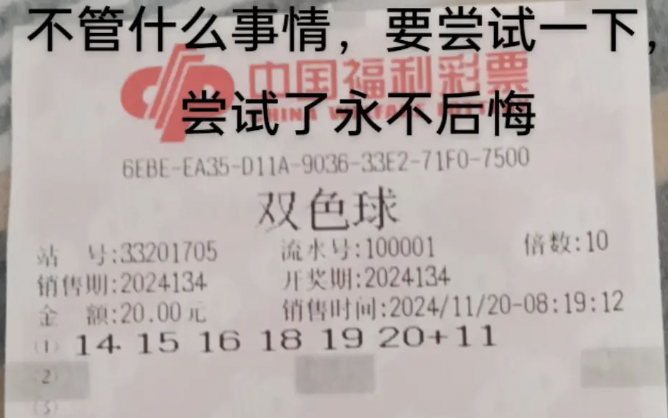 不管什么事情，要尝试一下，
中国福利彩票
尝试了永不后悔
6EBE-EA35-D11A-9036-33E2-71F0-7500
双色球
站 号:33201705 流水号:100001 倍数:10
销售期:2024134 开奖期:2024134
金 额:20.00元 销售时间:2024/11/20-08:19:12
(1) 14 15 16 18 19 20+11
(2)
(3)